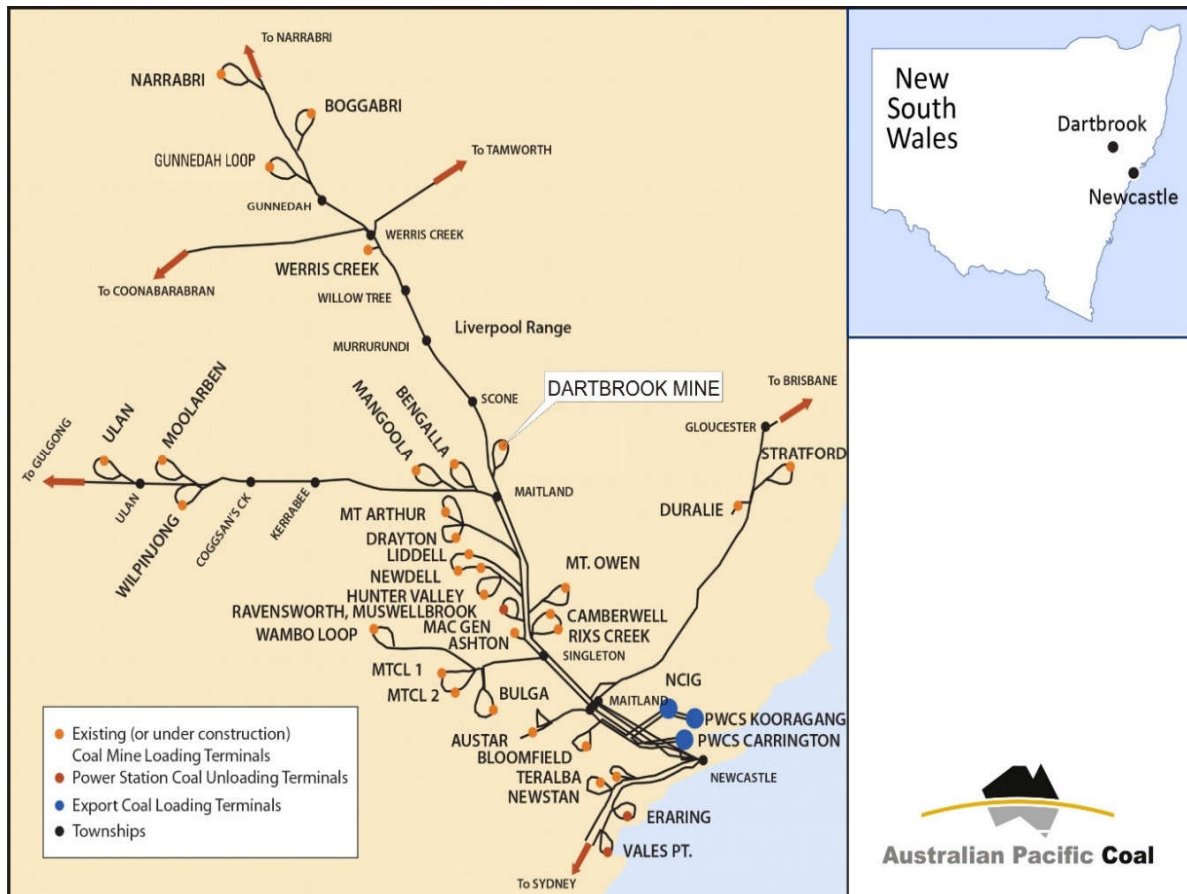 To NARRABRI
NARRABRI
BOGGABRI
GUNNEDAH LOOP
To TAMWORTH
GUNNEDAH
WERRIS CREEK
WERRIS CREEK
To COONABARABRAN
WILLOW TREE
Liverpool Range
MURRURUNDI
DARTBROOK MINE
To BRISBANE
SCONE
GLOUCESTER
To GULGONG
ULAN
MOOLARBEN
MANGOOLA
BENGALLA
STRATFORD
MAITLAND
DURALIE
ULAN
WILPINJONG
COGGSAN'S CK
KERRABEE
MT ARTHUR
DRAYTON
LIDDELL
MT. OWEN
NEWDELL
HUNTER VALLEY
RAVENSWORTH, MUSWELLBROOK
CAMBERWELL
WAMBO LOOP
MAC GEN
RIXS CREEK
ASHTON
SINGLETON
MTCL 1
MTCL 2
BULGA
MAITLAND
NCIG
PWCS KOORAGANG
AUSTAR
PWCS CARRINGTON
BLOOMFIELD
TERALBA
NEWCASTLE
NEWSTAN
ERARING
VALES PT.
To SYDNEY
Existing (or under construction)
Coal Mine Loading Terminals
Power Station Coal Unloading Terminals
Export Coal Loading Terminals
Townships
New
South
Wales
Dartbrook
Newcastle
Australian Pacific Coal